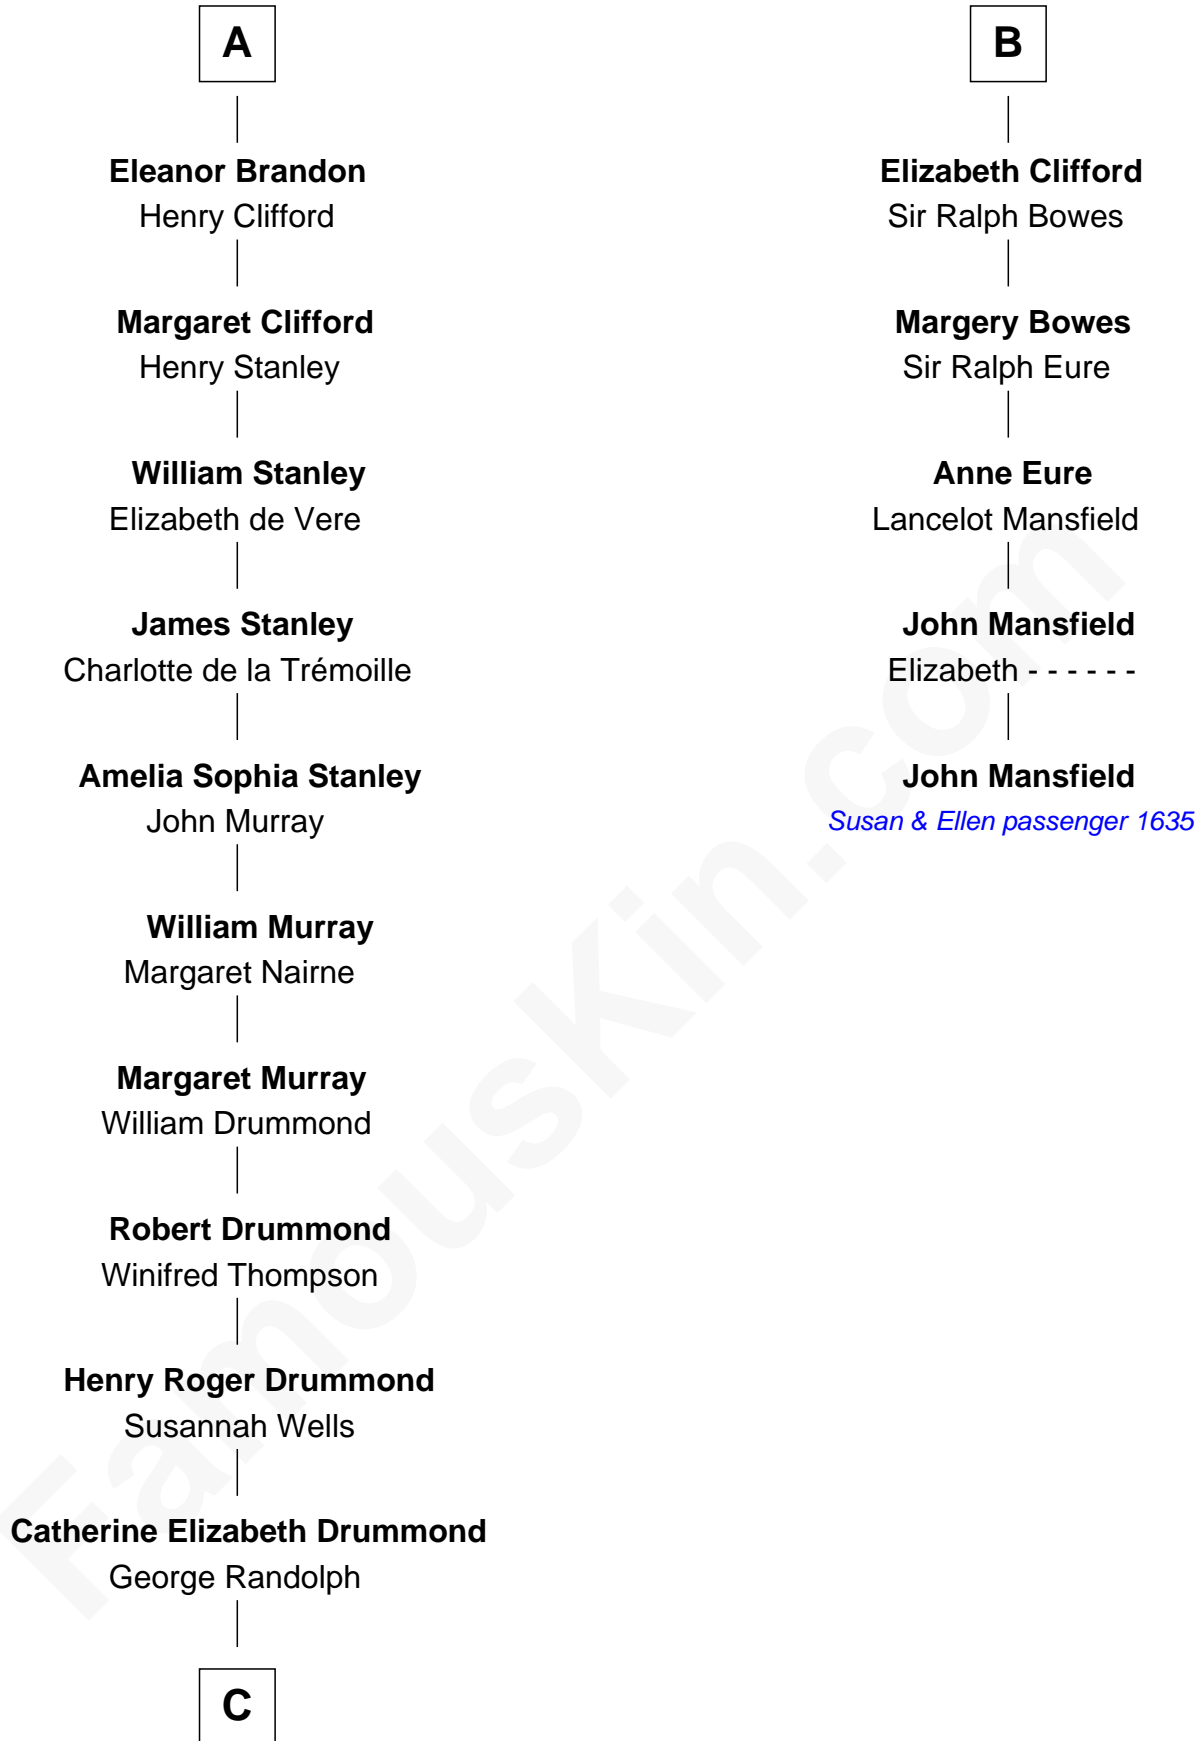 A
Eleanor Brandon
Henry Clifford
Margaret Clifford
Henry Stanley
William Stanley
Elizabeth de Vere
James Stanley
Charlotte de la Trémoille
Amelia Sophia Stanley
John Murray
William Murray
Margaret Nairne
Margaret Murray
William Drummond
Robert Drummond
Winifred Thompson
Henry Roger Drummond
Susannah Wells
Catherine Elizabeth Drummond
George Randolph
C
B
Elizabeth Clifford
Sir Ralph Bowes
Margery Bowes
Sir Ralph Eure
Anne Eure
Lancelot Mansfield
John Mansfield
Elizabeth - - - - - -
John Mansfield
Susan & Ellen passenger 1635
FamousKin.com